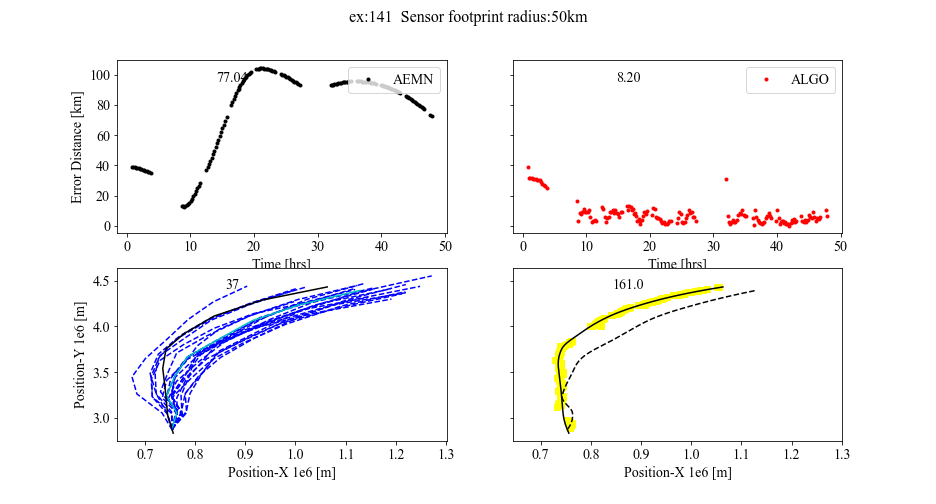 ex:141 Sensor footprint radius:50km
77.04
AEMN
8.20
ALGO
100
80
60
40
20
0
Error Distance [km]
0 10 20 30 40 50
0 10 20 30 40 50
Time [hrs]
Time [hrs]
37
161.0
4.5
4.0
3.5
3.0
Position-Y 1e6 [m]
0.7 0.8 0.9 1.0 1.1 1.2 1.3
0.7 0.8 0.9 1.0 1.1 1.2 1.3
Position-X 1e6 [m]
Position-X 1e6 [m]